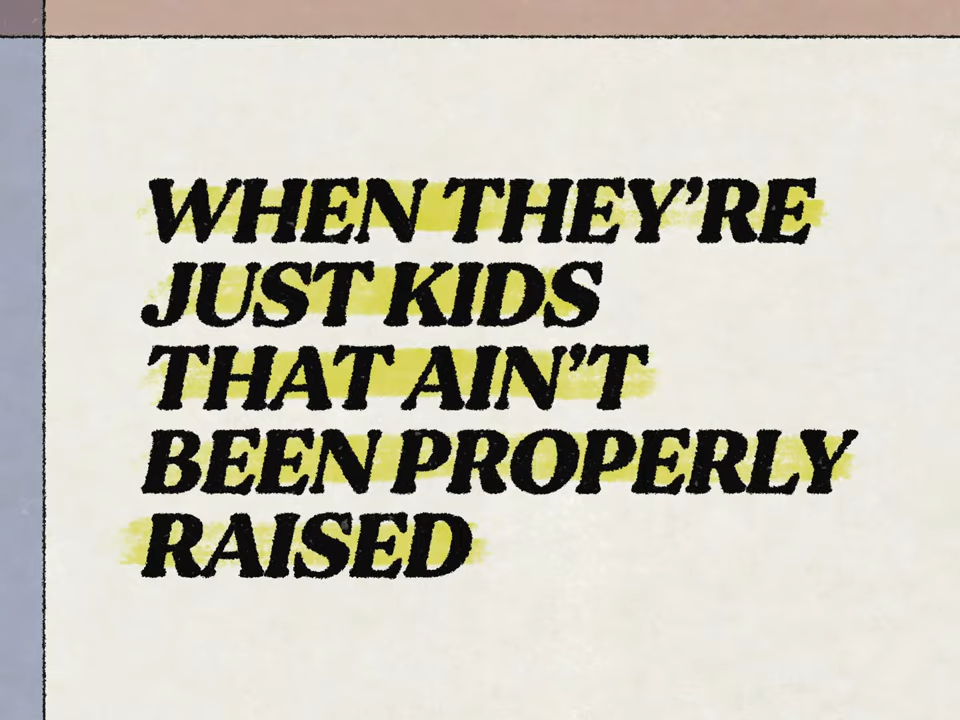 WHEN THEY’RE
JUST KIDS
THAT AIN’T
BEEN PROPERLY
RAISED